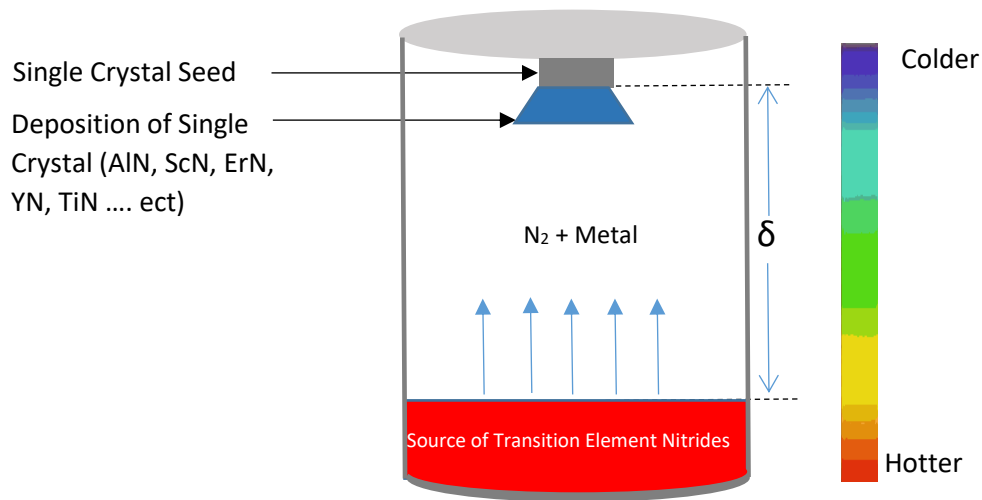 Single Crystal Seed
Deposition of Single
Crystal (AlN, ScN, ErN,
YN, TiN .... ect)
N₂ + Metal
δ
Source of Transition Element Nitrides
Colder
Hotter